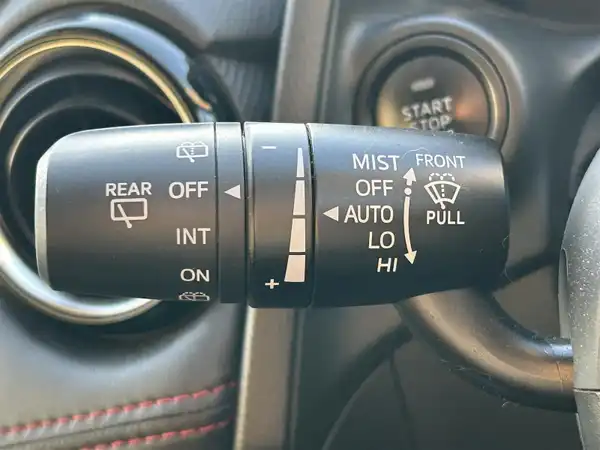 START
STOP
REAR
OFF
INT
ON
−
+
MIST
OFF
AUTO
LO
HI
FRONT
PULL